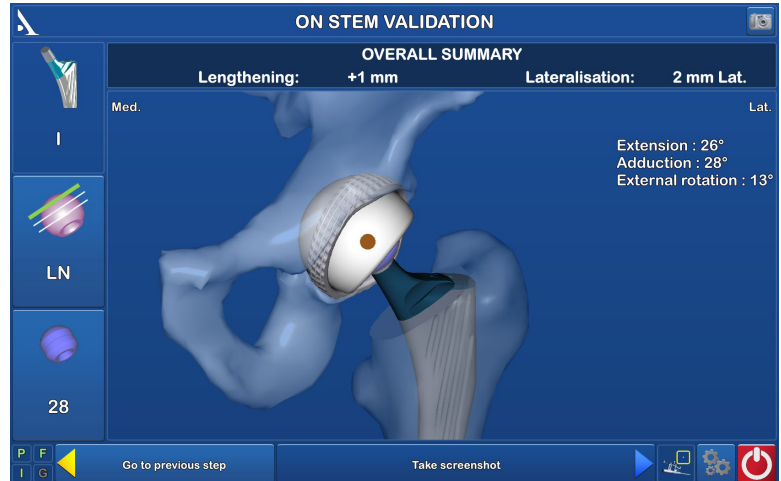 ON STEM VALIDATION
OVERALL SUMMARY
Lengthening: +1 mm Lateralisation: 2 mm Lat.
Med. Lat.
Extension : 26°
Adduction : 28°
External rotation : 13°
I
LN
28
P F
I G
Go to previous step
Take screenshot